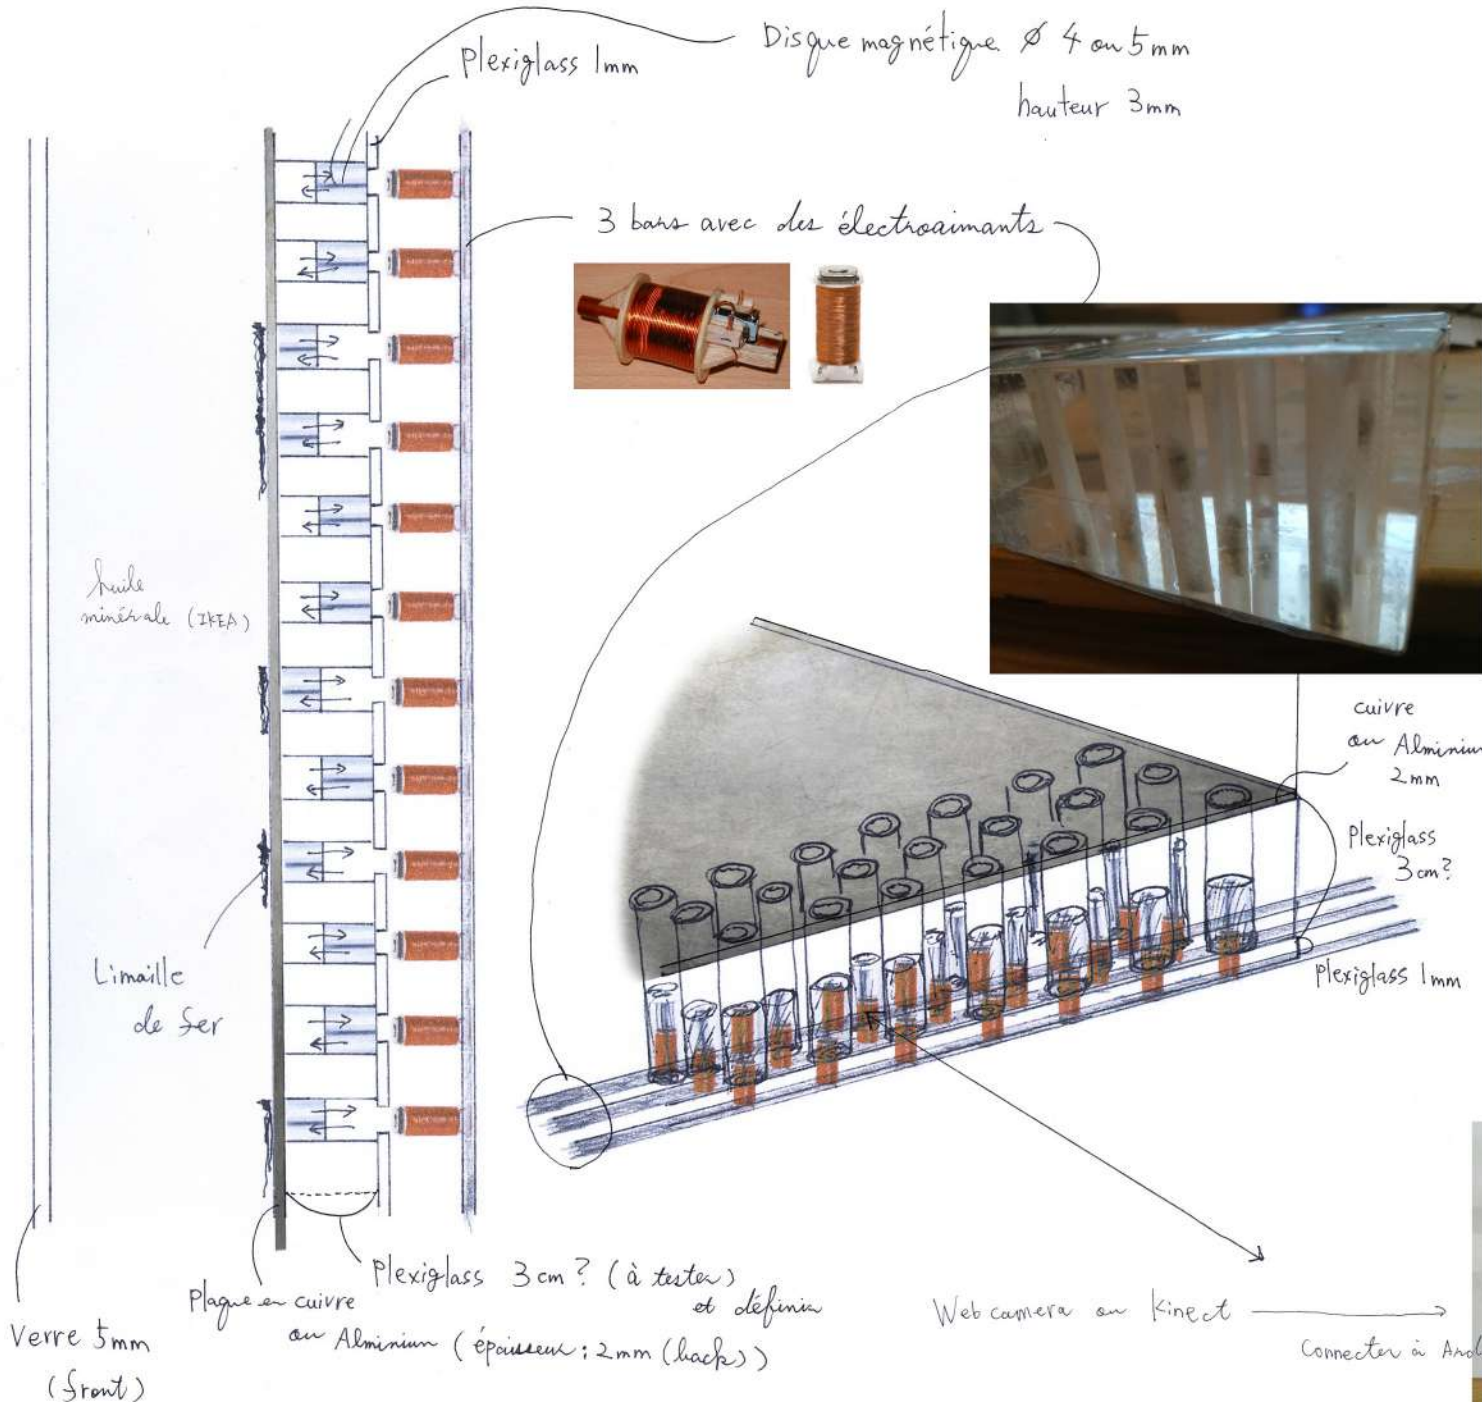 Disque magnétique Ø 4 ou 5mm
hauteur 3mm
Plexiglass 1mm
3 bars avec des électroaimants
huile
minérale (IKEA)
cuivre
ou Alminium
2mm
Plexiglass
3cm?
Plexiglass 1mm
Limaille
de fer
Plexiglass 3cm? (à tester)
et définir
Plaque en cuivre
ou Alminium (épaisseur: 2mm (back))
Verre 5mm
(front)
Web camera ou Kinect
Connecter à